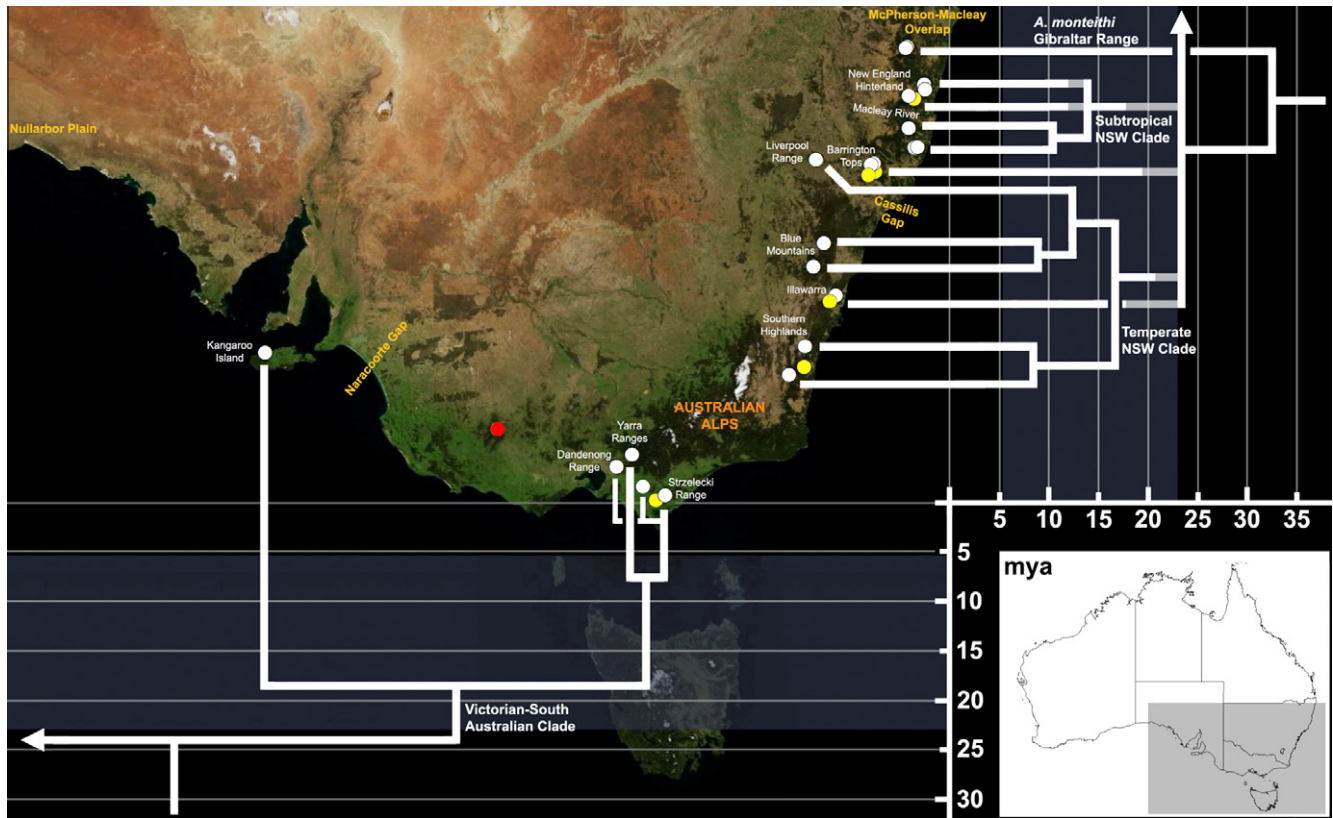 McPherson-Macleay
Overlap
A. monteithi
Gibraltar Range
New England
Hinterland
Macleay River
Subtropical
NSW Clade
Nullarbor Plain
Liverpool
Range
Barrington
Tops
Cassilis
Gap
Blue
Mountains
Illawarra
Southern
Highlands
Temperate
NSW Clade
Kangaroo
Island
Naracoorte Gap
AUSTRALIAN
ALPS
Yarra
Ranges
Dandenong
Range
Strzelecki
Range
5 10 15 20 25 30 35
5
10
15
20
25
30
mya
Victorian-South
Australian Clade